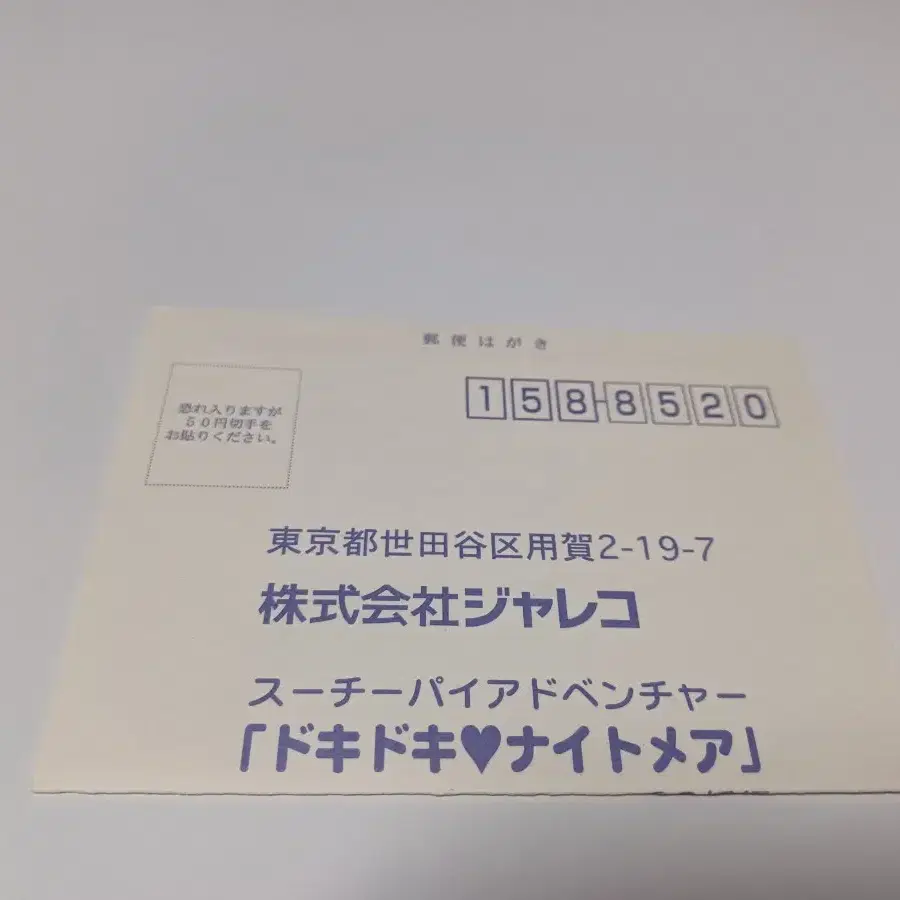 郵便はがき
恐れ入りますが
50円切手を
お貼りください。
158-8520
東京都世田谷区用賀2-19-7
株式会社ジャレコ
スーチーパイアドベンチャー
「ドキドキ♥ナイトメア」